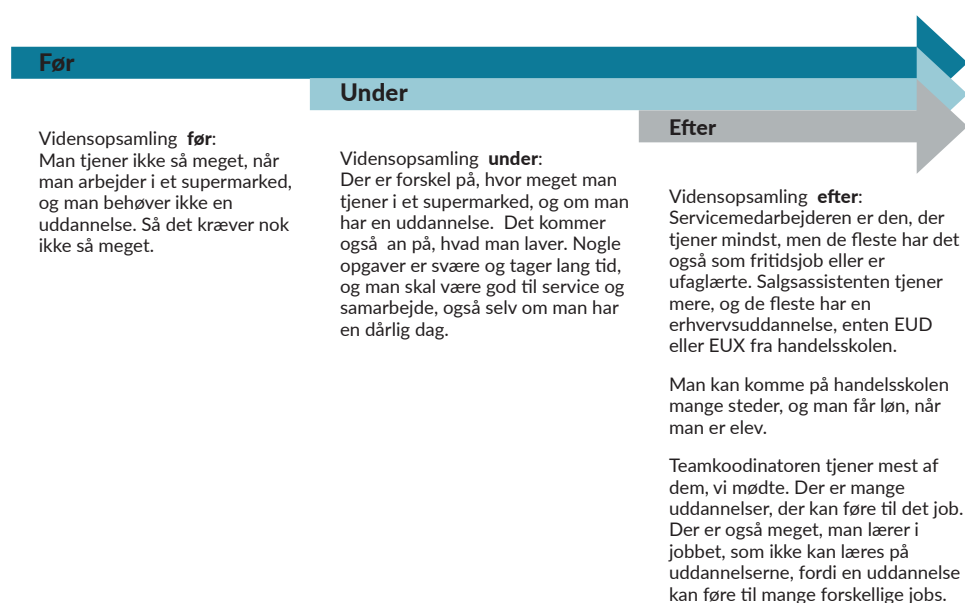 Før
Under
Efter
Vidensopsamling før:
Man tjener ikke så meget, når
man arbejder i et supermarked,
og man behøver ikke en
uddannelse. Så det kræver nok
ikke så meget.
Vidensopsamling under:
Der er forskel på, hvor meget man
tjener i et supermarked, og om man
har en uddannelse. Det kommer
også an på, hvad man laver. Nogle
opgaver er svære og tager lang tid,
og man skal være god til service og
samarbejde, også selv om man har
en dårlig dag.
Vidensopsamling efter:
Servicemedarbejderen er den, der
tjener mindst, men de fleste har det
også som fritidsjob eller er
ufaglærte. Salgsassistenten tjener
mere, og de fleste har en
erhvervsuddannelse, enten EUD
eller EUX fra handelsskolen.
Man kan komme på handelsskolen
mange steder, og man får løn, når
man er elev.
Teamkoodinatoren tjener mest af
dem, vi mødte. Der er mange
uddannelser, der kan føre til det job.
Der er også meget, man lærer i
jobbet, som ikke kan læres på
uddannelserne, fordi en uddannelse
kan føre til mange forskellige jobs.